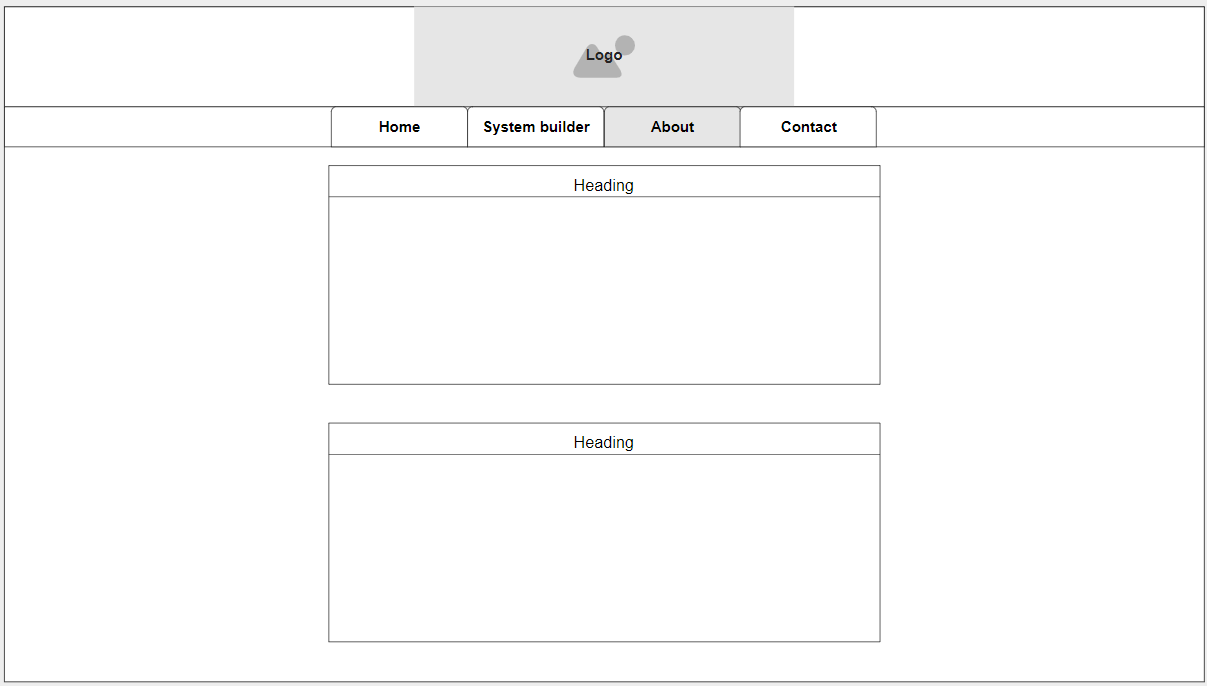 Logo
Home System builder About Contact
Heading
Heading